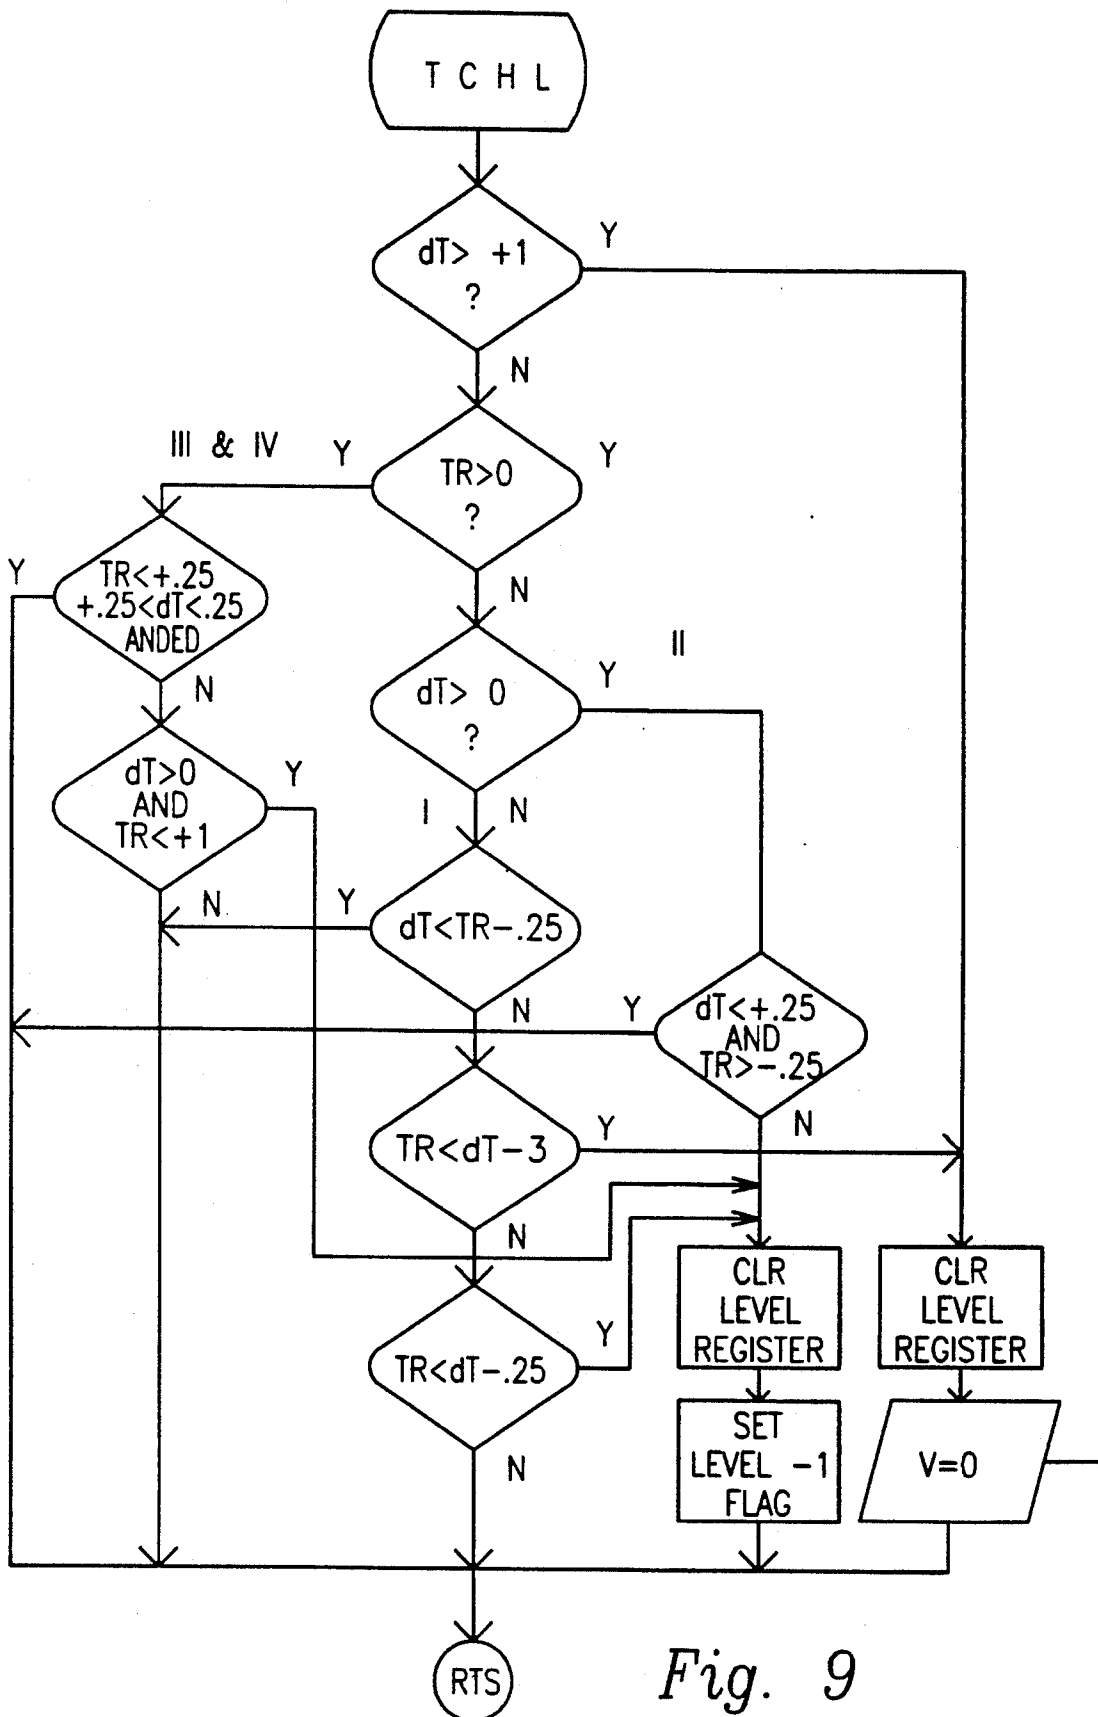 T C H L
dT> +1
?
Y
N
III & IV
Y
TR>0
?
Y
N
Y
TR<+.25
+.25<dT<.25
ANDED
N
dT> 0
?
Y
II
I
N
dT>0
AND
TR<+1
Y
N
Y
dT<TR-.25
N
Y
dT<+.25
AND
TR>-.25
N
TR<dT-3
Y
N
TR<dT-.25
Y
N
CLR
LEVEL
REGISTER
CLR
LEVEL
REGISTER
SET
LEVEL -1
FLAG
V=0
RTS
Fig. 9